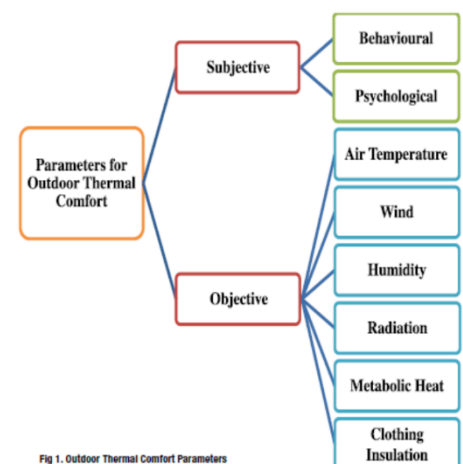 Parameters for
Outdoor Thermal
Comfort
Subjective
Behavioural
Psychological
Objective
Air Temperature
Wind
Humidity
Radiation
Metabolic Heat
Clothing
Insulation
Fig 1. Outdoor Thermal Comfort Parameters